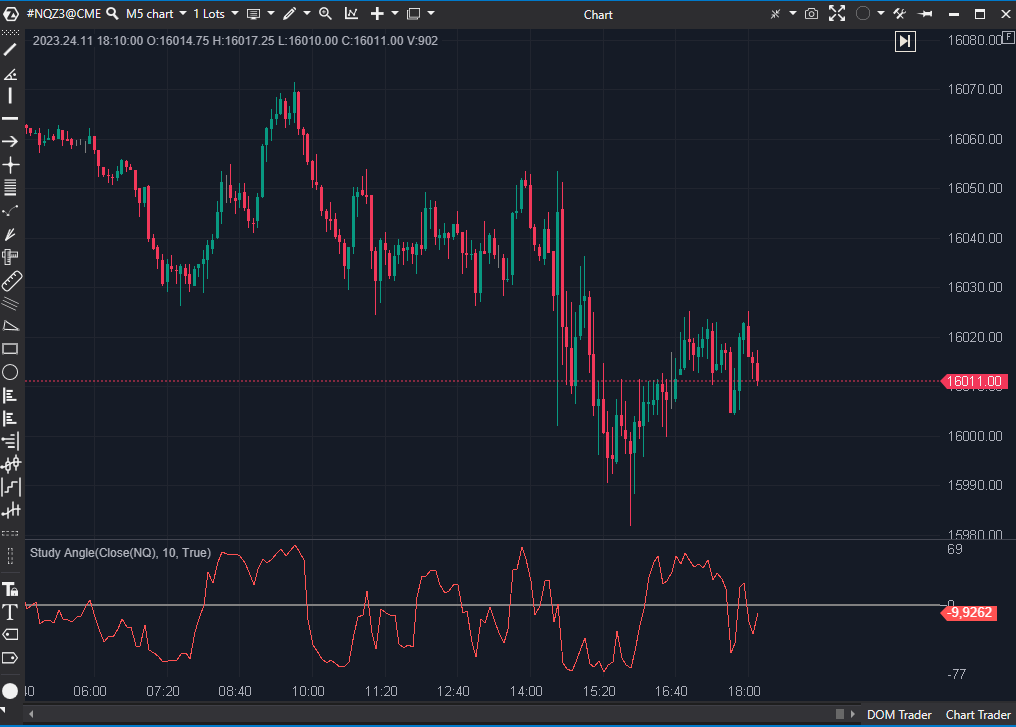 #NQZ3@CME M5 chart 1 Lots Chart
2023.24.11 18:10:00 O:16014.75 H:16017.25 L:16010.00 C:16011.00 V:902
F
16080.00
16070.00
16060.00
16050.00
16040.00
16030.00
16020.00
16011.00
16000.00
15990.00
15980.00
Study Angle(Close(NQ), 10, True)
69
0
-9,9262
-77
06:00 07:20 08:40 10:00 11:20 12:40 14:00 15:20 16:40 18:00
DOM Trader Chart Trader